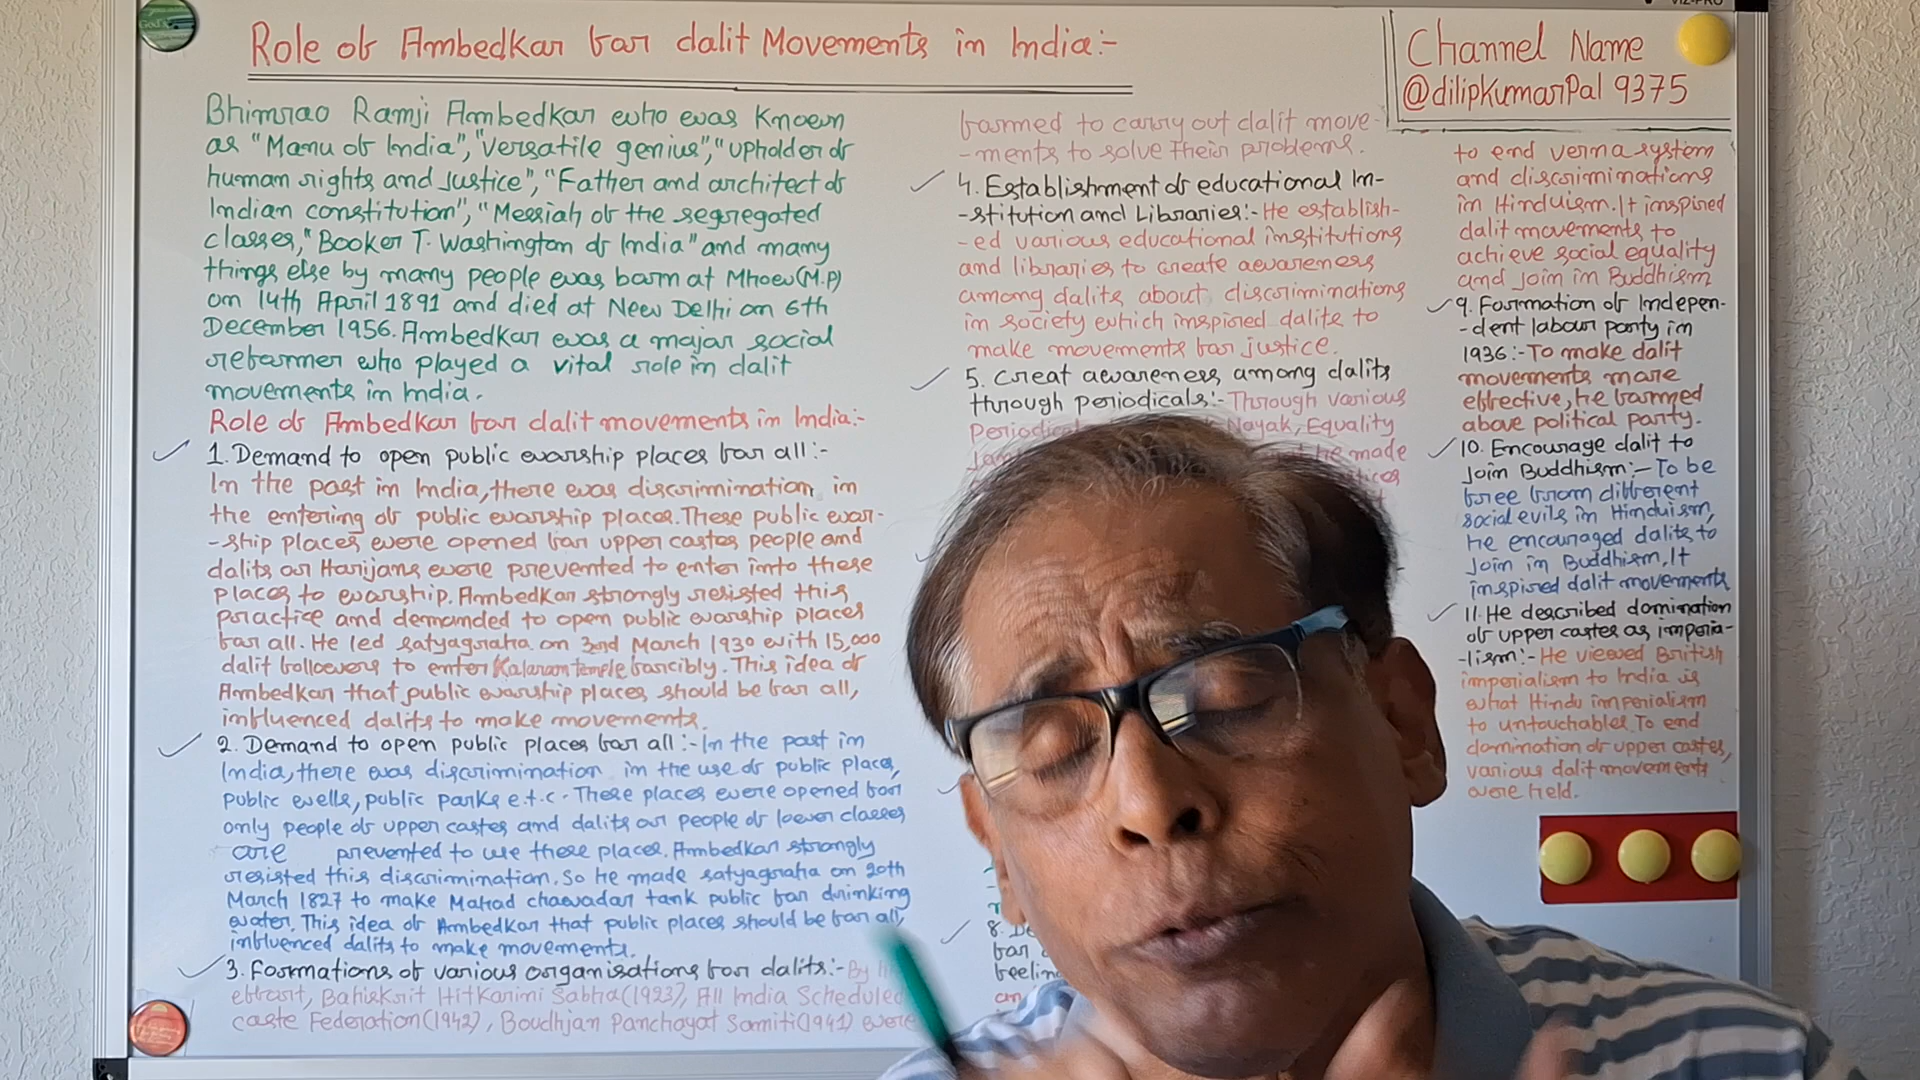 Role of Ambedkar for dalit Movements in India:-
Channel Name
@dilipkumarPal 9375
Bhimrao Ramji Ambedkar who was Known
as "Manu of India", "versatile genius", "upholder of
human rights and Justice", "Father and architect of
Indian constitution", "Messiah of the segregated
classes," Booker T. Washington of India" and many
things else by many people was born at Mhow (M.P)
on 14th April 1891 and died at New Delhi on 6th
December 1956. Ambedkar was a major social
reformer who played a vital role in dalit
movements in India.
Role of Ambedkar for dalit movements in India:-
1. Demand to open public worship places for all:-
In the past in India, there was discrimination in
the entering of public worship places. These public wor-
-ship places were opened for upper castes people and
dalits or Harijans were prevented to enter into these
places to worship. Ambedkar strongly resisted this
practice and demanded to open public worship places
for all. He led satyagraha on 3rd March 1930 with 15,000
dalit followers to enter Kalaram temple forcibly. This idea of
Ambedkar that public worship places should be for all,
influenced dalits to make movements.
2. Demand to open public places for all:- In the past in
India, there was discrimination in the use of public places,
public wells, public parks e.t.c. These places were opened for
only people of upper castes and dalits or people of lower classes
are prevented to use these places. Ambedkar strongly
resisted this discrimination. So he made satyagraha on 20th
March 1827 to make Mahad chawadar tank public for drinking
water. This idea of Ambedkar that public places should be for all,
influenced dalits to make movements.
3. Formations of various organisations for dalits:- By
effort, Bahiskrit Hitkarini Sabha (1923), All India Scheduled
caste Federation (1942), Boudhjan Panchayat Samiti (1941) were
formed to carry out dalit move-
-ments to solve Their problems.
4. Establishment of educational In-
-stitution and Libraries:- He establish-
-ed various educational institutions
and libraries to create awareness
among dalits about discriminations
in society which inspired dalits to
make movements for justice.
5. Creat awareness among dalits
through periodicals:- Through various
Periodical Nayak, Equality
he made
8.
for
feeling
to end verna system
and discriminations
in Hinduism. It inspired
dalit movements to
achieve social equality
and Join in Buddhism
9. Formation of Indepen-
-dent labour party in
1936:- To make dalit
movements more
effective, he formed
above political party.
10. Encourage dalit to
Join Buddhism:- To be
free from different
social evils in Hinduism,
he encouraged dalits to
Join in Buddhism. It
inspired dalit movements
11. He described domination
of upper castes as imperia-
-lism:- He viewed British
imperialism to India is
what Hindu imperialism
to untouchables. To end
domination of upper castes,
various dalit movements
were held.